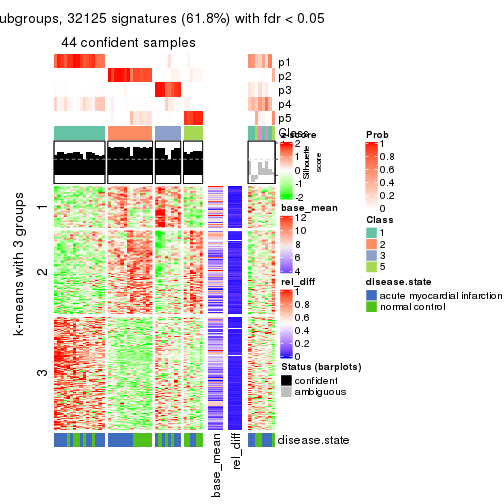 ubgroups, 32125 signatures (61.8%) with fdr < 0.05
44 confident samples
p1
p2
p3
p4
p5
Class
Silhouette
score
k-means with 3 groups
1
2
3
base_mean
rel_diff
disease.state
z-score
2
1
0
-1
-2
base_mean
12
10
8
6
4
rel_diff
1
0.8
0.6
0.4
0.2
0
Status (barplots)
confident
ambiguous
Prob
1
0.8
0.6
0.4
0.2
0
Class
1
2
3
5
disease.state
acute myocardial infarction
normal control